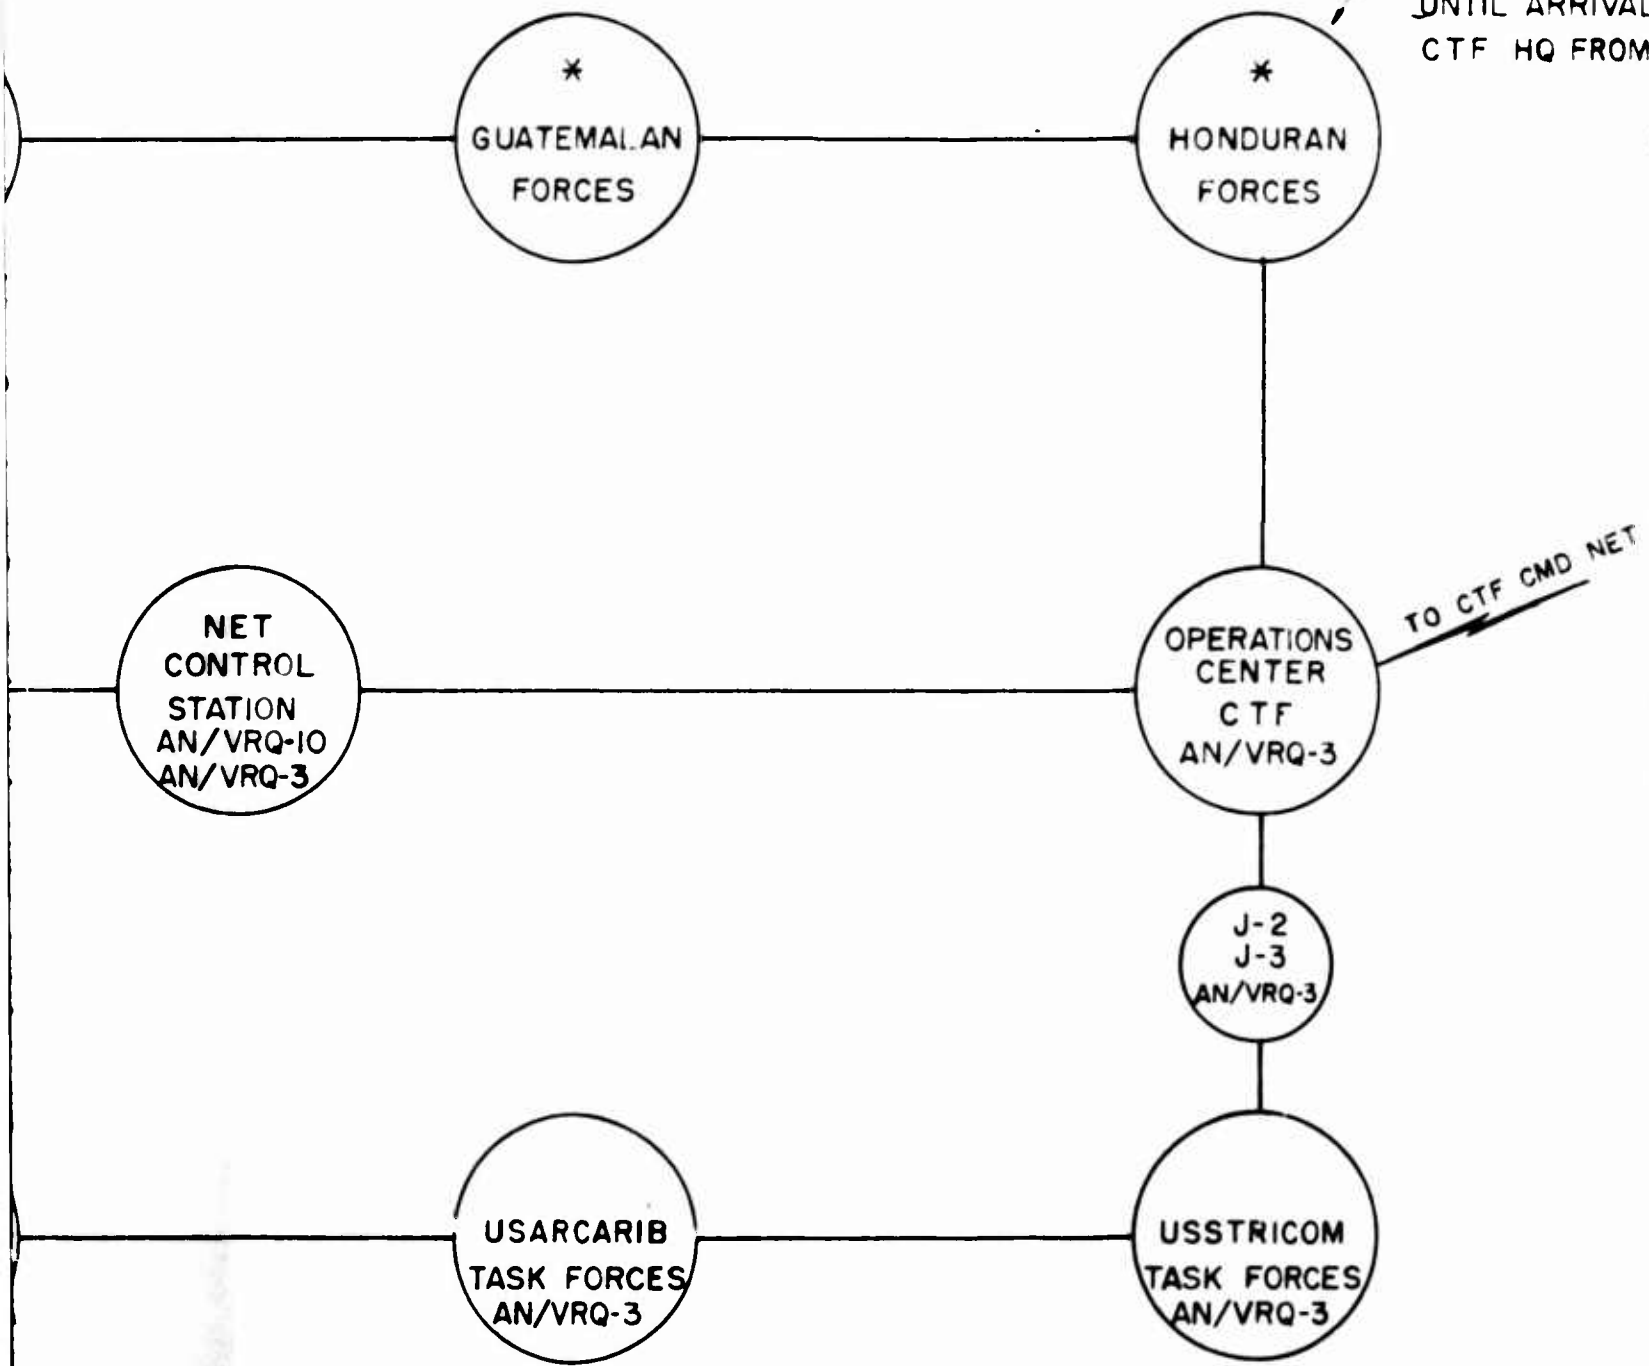 UNTIL ARRIVAL
CTF HQ FROM
*
GUATEMALAN
FORCES
*
HONDURAN
FORCES
NET
CONTROL
STATION
AN/VRQ-10
AN/VRQ-3
OPERATIONS
CENTER
CTF
AN/VRQ-3
TO CTF CMD NET
J-2
J-3
AN/VRQ-3
USARCARIB
TASK FORCES
AN/VRQ-3
USSTRICOM
TASK FORCES
AN/VRQ-3